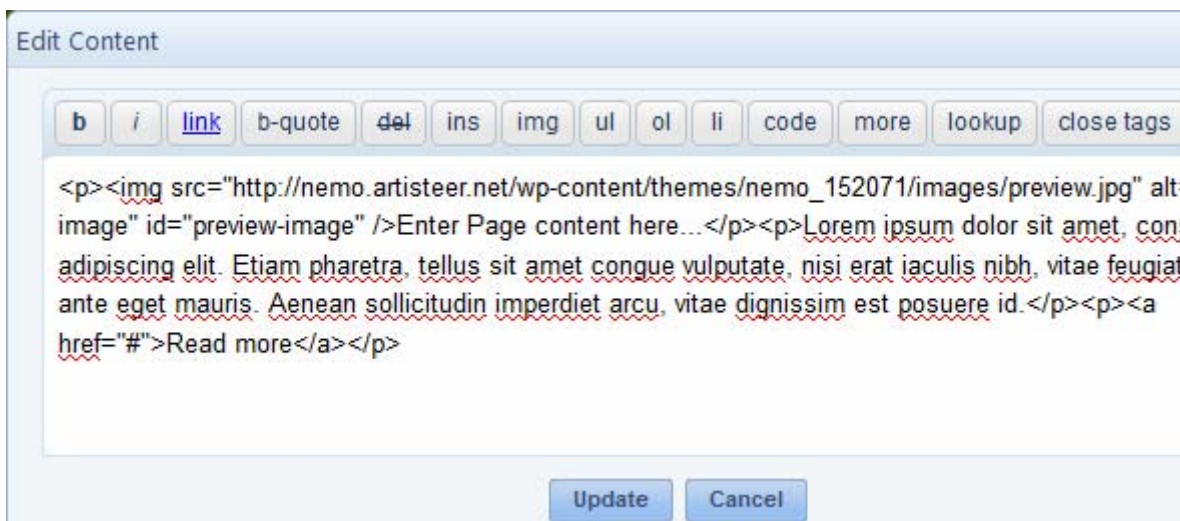 Edit Content
b i link b-quote del ins img ul ol li code more lookup close tags
<p><img src="http://nemo.artisteer.net/wp-content/themes/nemo_152071/images/preview.jpg" alt=
image" id="preview-image" />Enter Page content here...</p><p>Lorem ipsum dolor sit amet, cons
adipiscing elit. Etiam pharetra, tellus sit amet congue vulputate, nisi erat iaculis nibh, vitae feugiat
ante eget mauris. Aenean sollicitudin imperdiet arcu, vitae dignissim est posuere id.</p><p><a
href="#">Read more</a></p>
Update Cancel